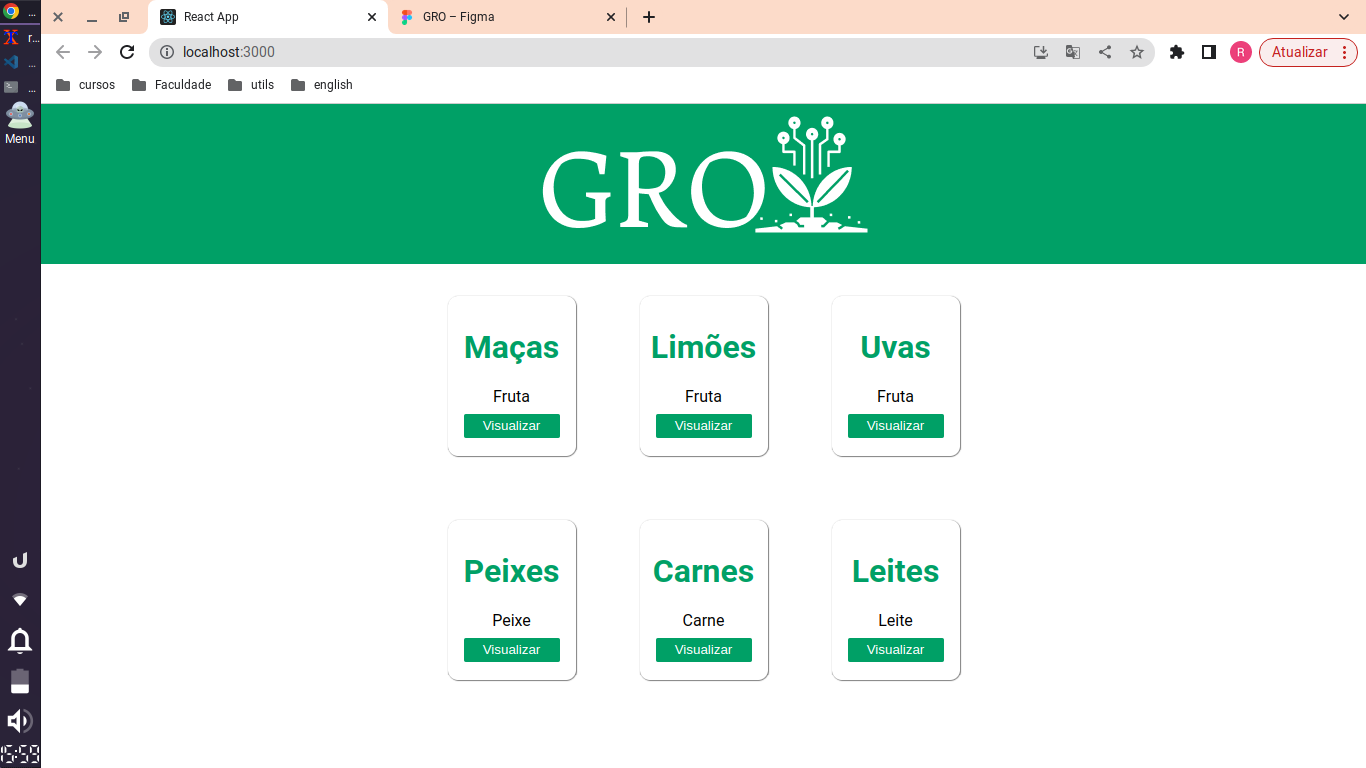 React App
GRO – Figma
localhost:3000
R
Atualizar
cursos
Faculdade
utils
english
... 
r...
...
...
Menu
GRO
Maças
Limões
Uvas
Fruta
Fruta
Fruta
Visualizar
Visualizar
Visualizar
Peixes
Carnes
Leites
Peixe
Carne
Leite
Visualizar
Visualizar
Visualizar